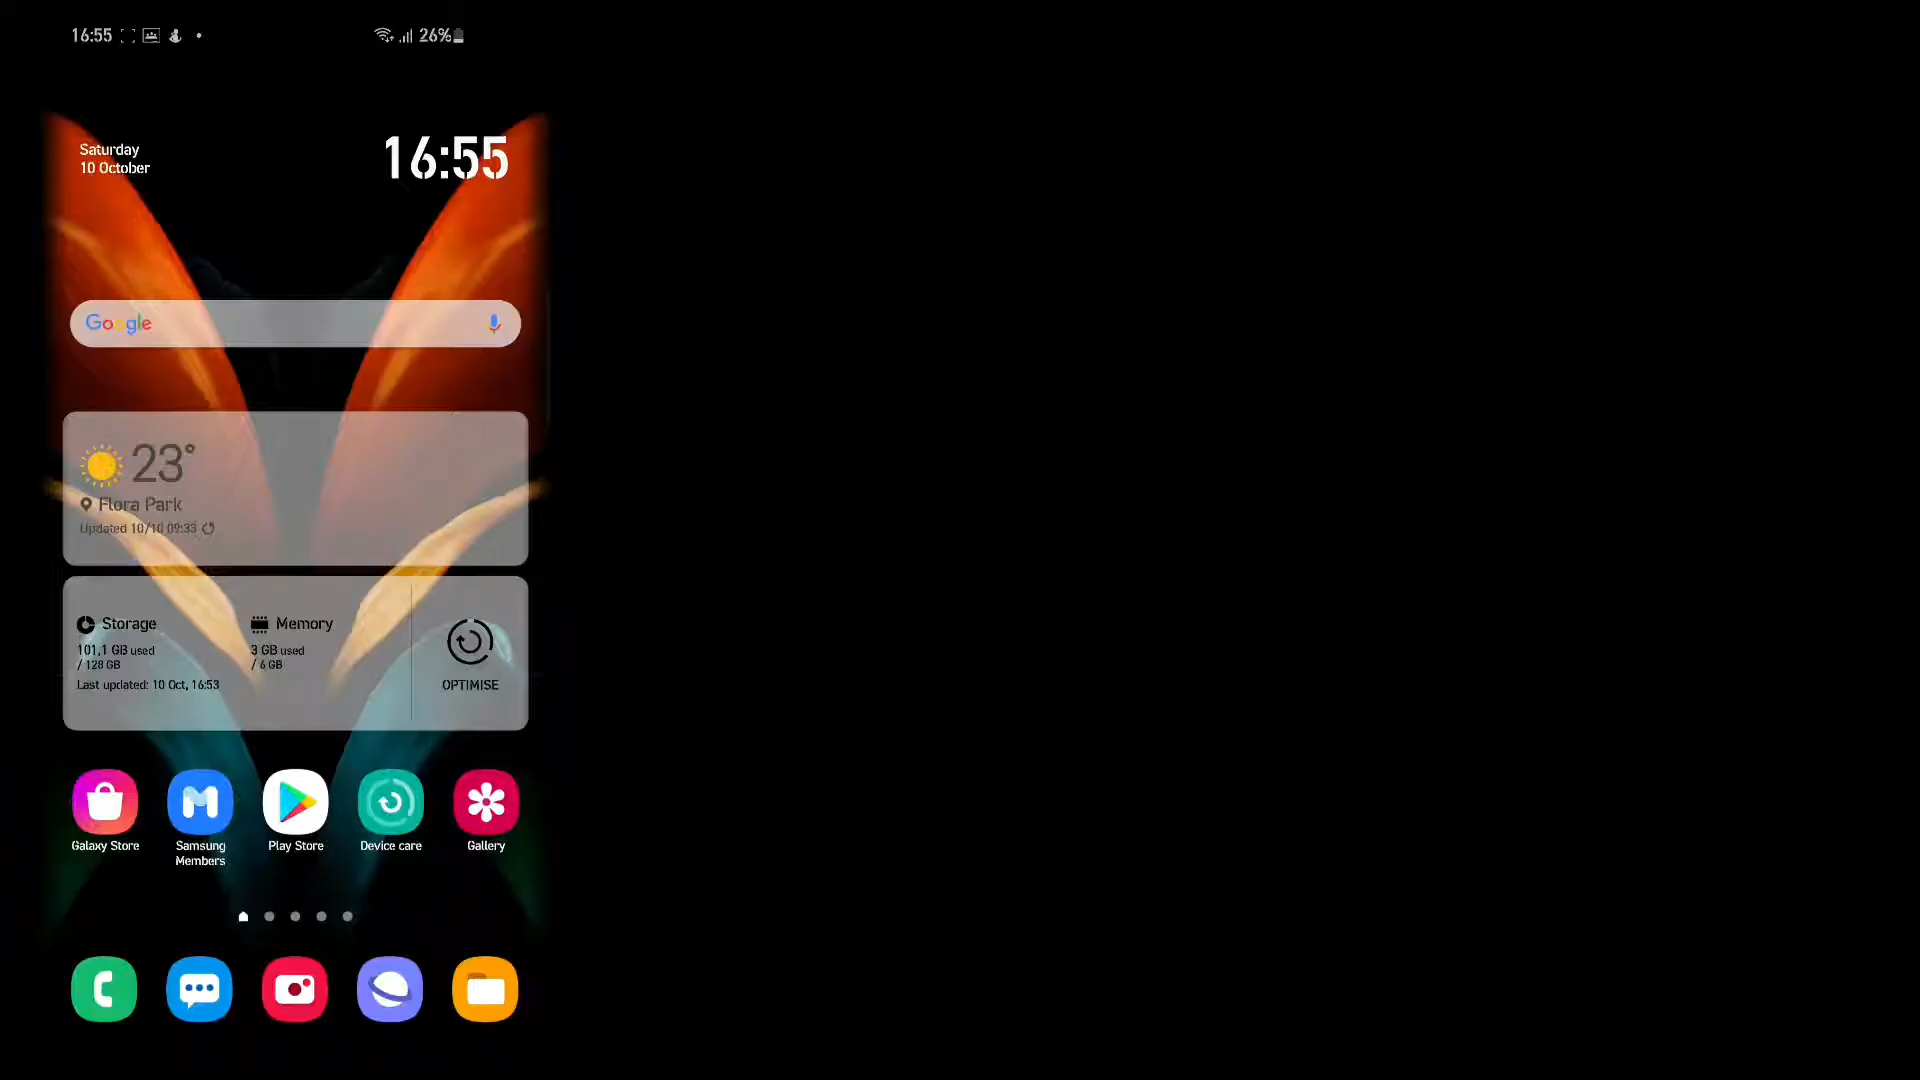 16:55
26%
Saturday
10 October
16:55
Google
23°
Flora Park
Updated 10/10 09:33
Storage
101,1 GB used
/ 128 GB
Last updated: 10 Oct, 16:53
Memory
3 GB used
/ 6 GB
OPTIMISE
Galaxy Store
Samsung
Members
Play Store
Device care
Gallery